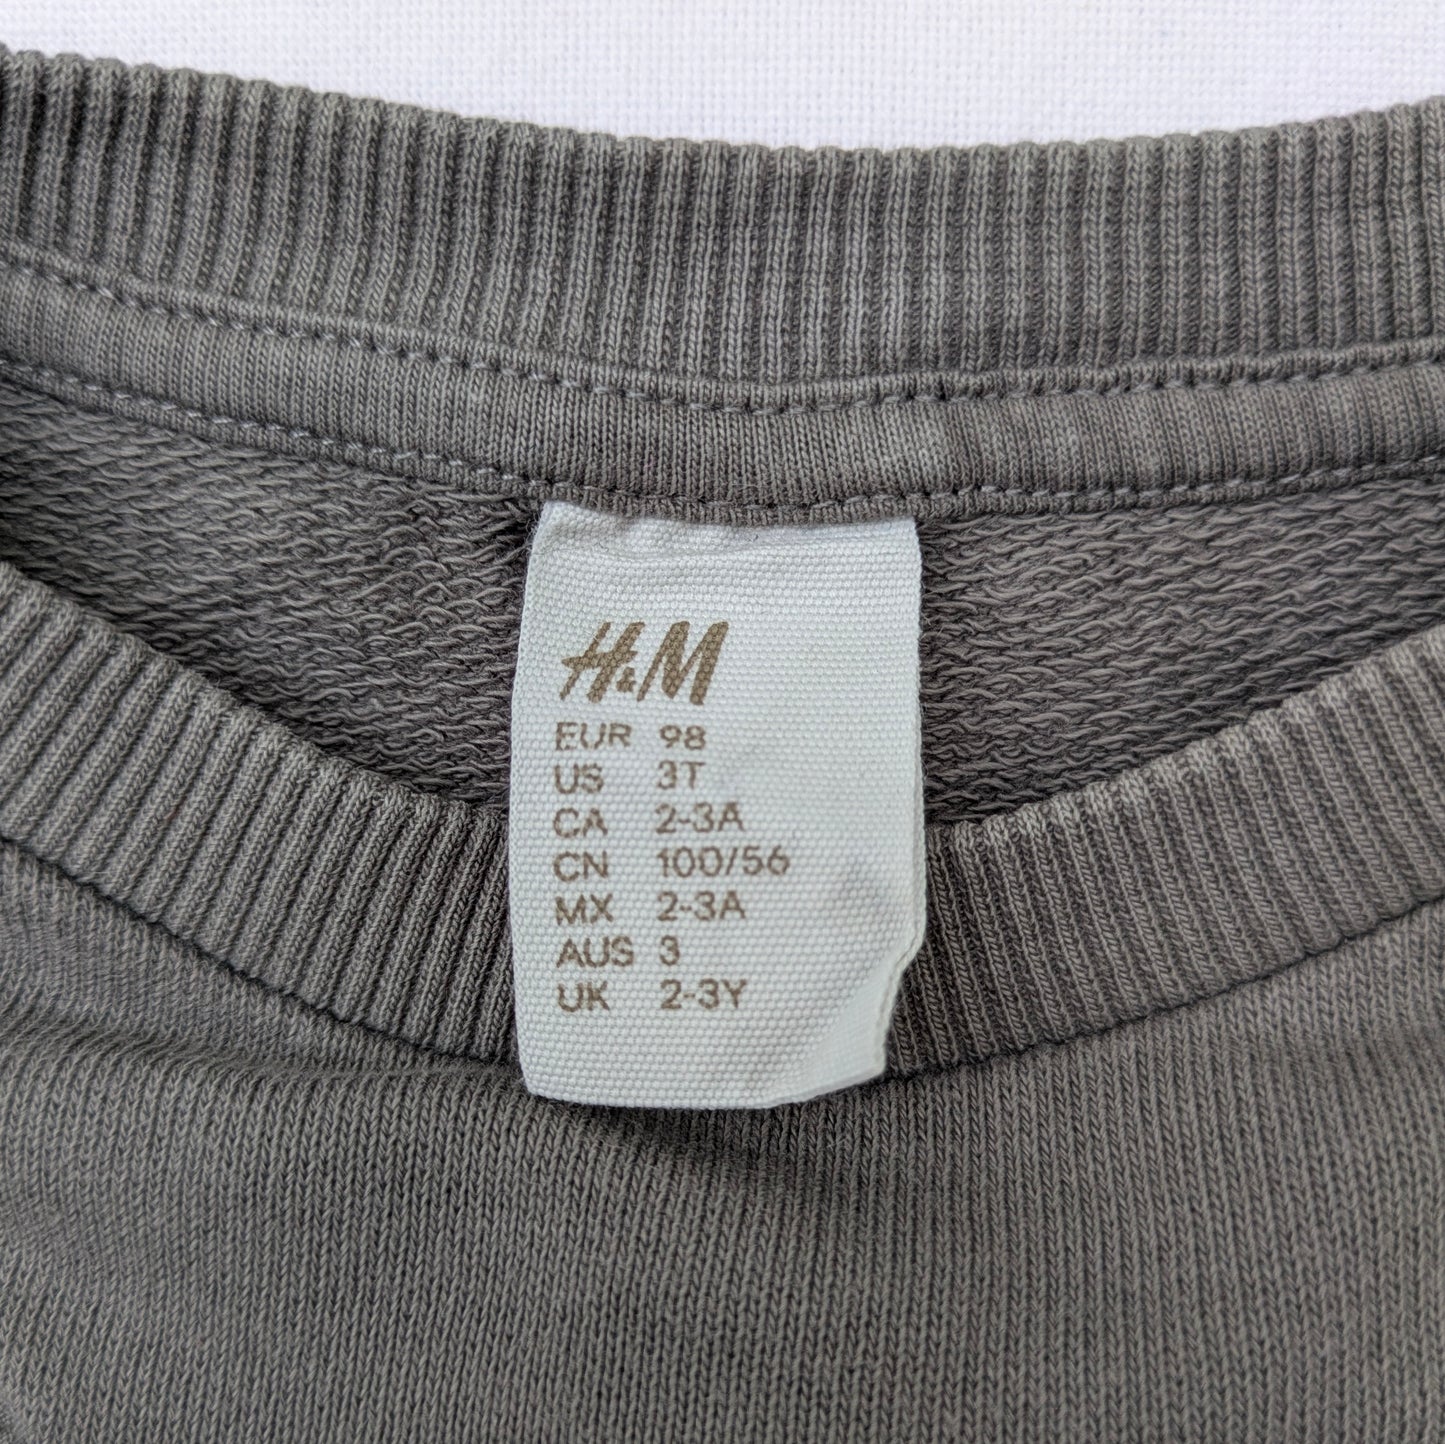 H&M
EUR 98
US 3T
CA 2-3A
CN 100/56
MX 2-3A
AUS 3
UK 2-3Y